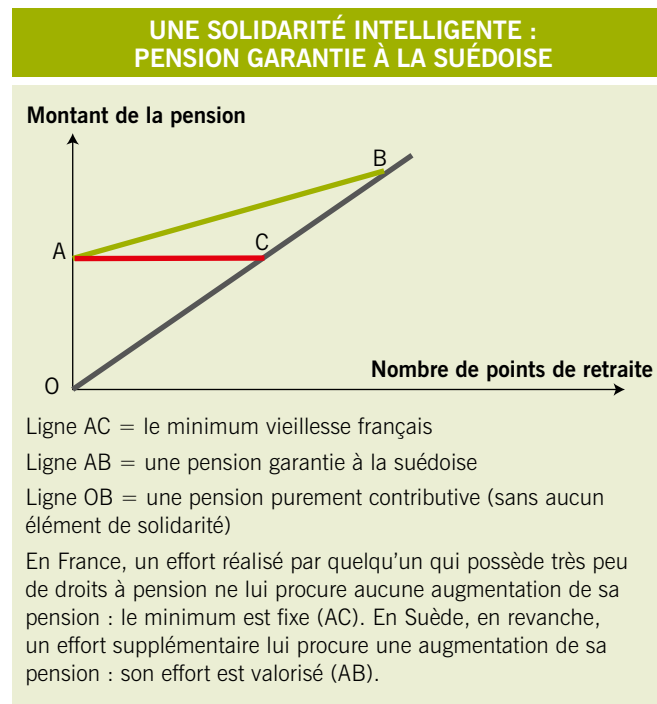 UNE SOLIDARITÉ INTELLIGENTE :
PENSION GARANTIE À LA SUÉDOISE
Montant de la pension
B
A
C
Nombre de points de retraite
O
Ligne AC = le minimum vieillesse français
Ligne AB = une pension garantie à la suédoise
Ligne OB = une pension purement contributive (sans aucun
élément de solidarité)
En France, un effort réalisé par quelqu'un qui possède très peu
de droits à pension ne lui procure aucune augmentation de sa
pension : le minimum est fixe (AC). En Suède, en revanche,
un effort supplémentaire lui procure une augmentation de sa
pension : son effort est valorisé (AB).